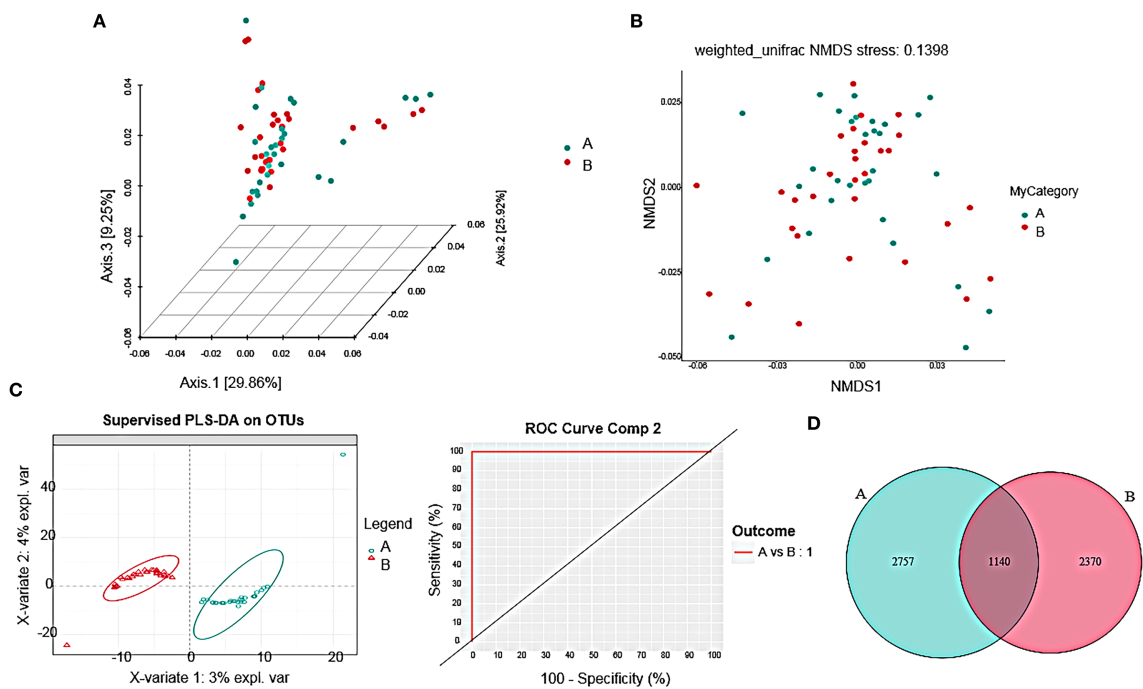 A
0.04
0.02
0.00
-0.02
-0.04
-0.06
Axis.3 [9.25%]
-0.06
-0.04
-0.02
0.00
0.02
0.04
0.06
Axis.1 [29.86%]
0.06
0.04
0.02
0.00
-0.02
-0.04
Axis.2 [25.92%]
A
B
B
weighted_unifrac NMDS stress: 0.1398
0.025
0.000
-0.025
-0.050
NMDS2
-0.06
-0.03
0.00
0.03
NMDS1
MyCategory
A
B
C
Supervised PLS-DA on OTUs
40
20
0
-20
X-variate 2: 4% expl. var
-10
0
10
20
X-variate 1: 3% expl. var
Legend
A
B
ROC Curve Comp 2
100
90
80
70
60
50
40
30
20
10
0
Sensitivity (%)
0
10
20
30
40
50
60
70
80
90
100
100 - Specificity (%)
Outcome
A vs B : 1
D
A
B
2757
1140
2370